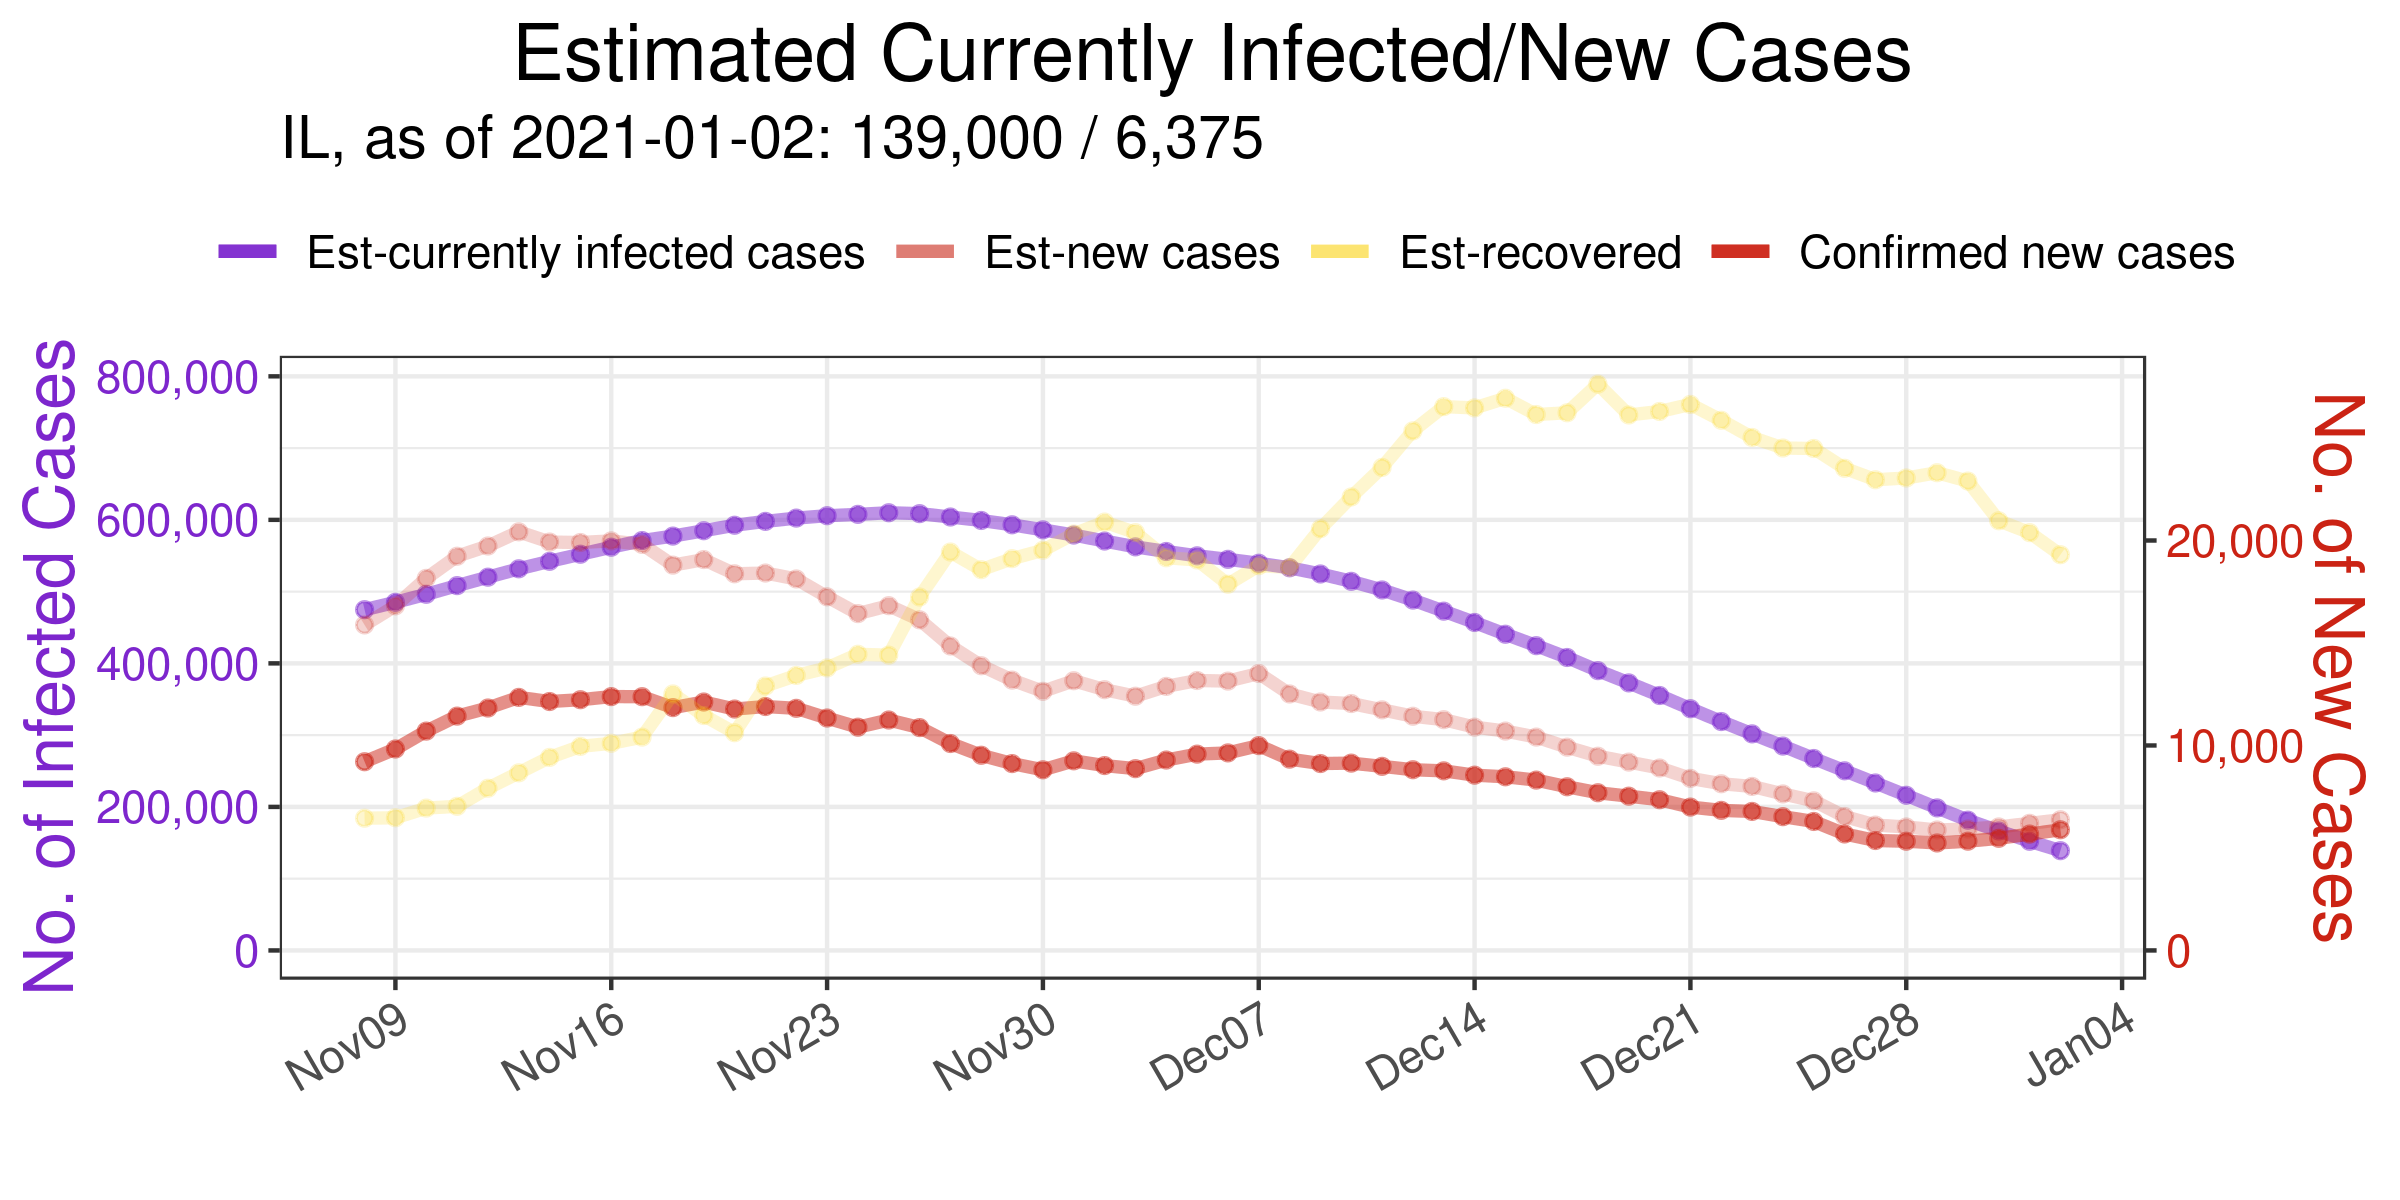 Estimated Currently Infected/New Cases
IL, as of 2021-01-02: 139,000 / 6,375
Est-currently infected cases Est-new cases Est-recovered Confirmed new cases
No. of Infected Cases
800,000
600,000
400,000
200,000
0
20,000
10,000
0
No. of New Cases
Nov09 Nov16 Nov23 Nov30 Dec07 Dec14 Dec21 Dec28 Jan04